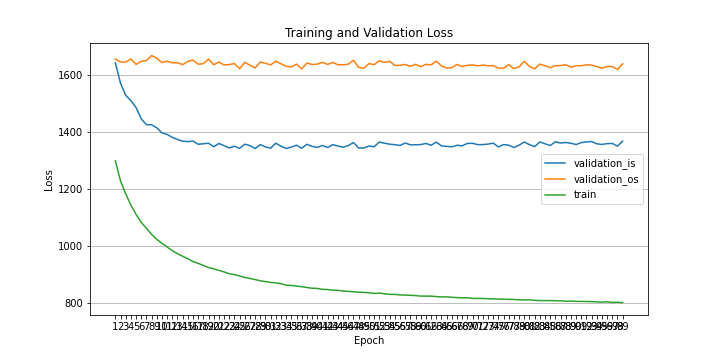 Training and Validation Loss
Loss
1600
1400
1200
1000
800
validation_is
validation_os
train
Epoch